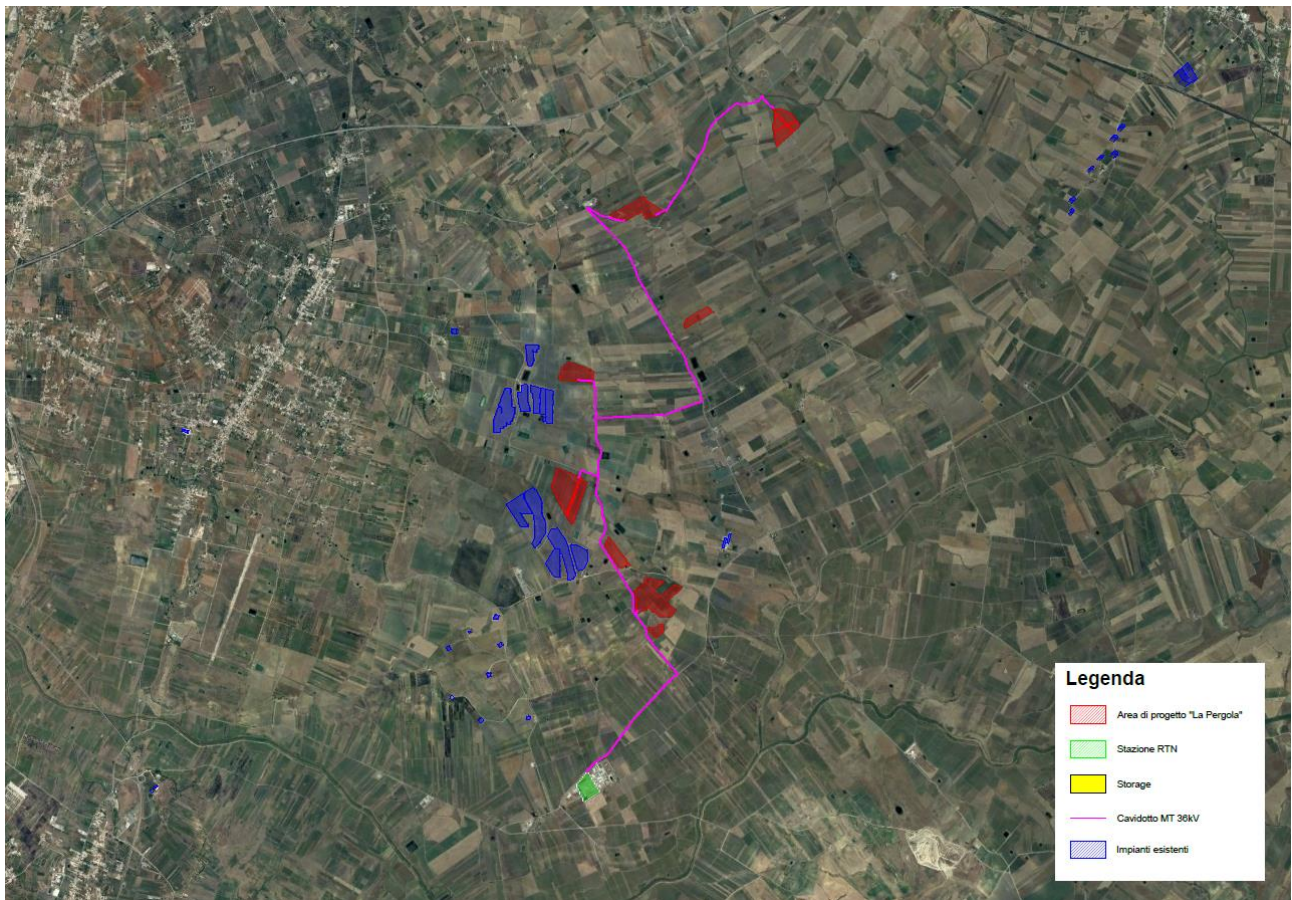 Legenda
Area di progetto "La Pergola"
Stazione RTN
Storage
Cavidotto MT 36kV
Impianti esistenti